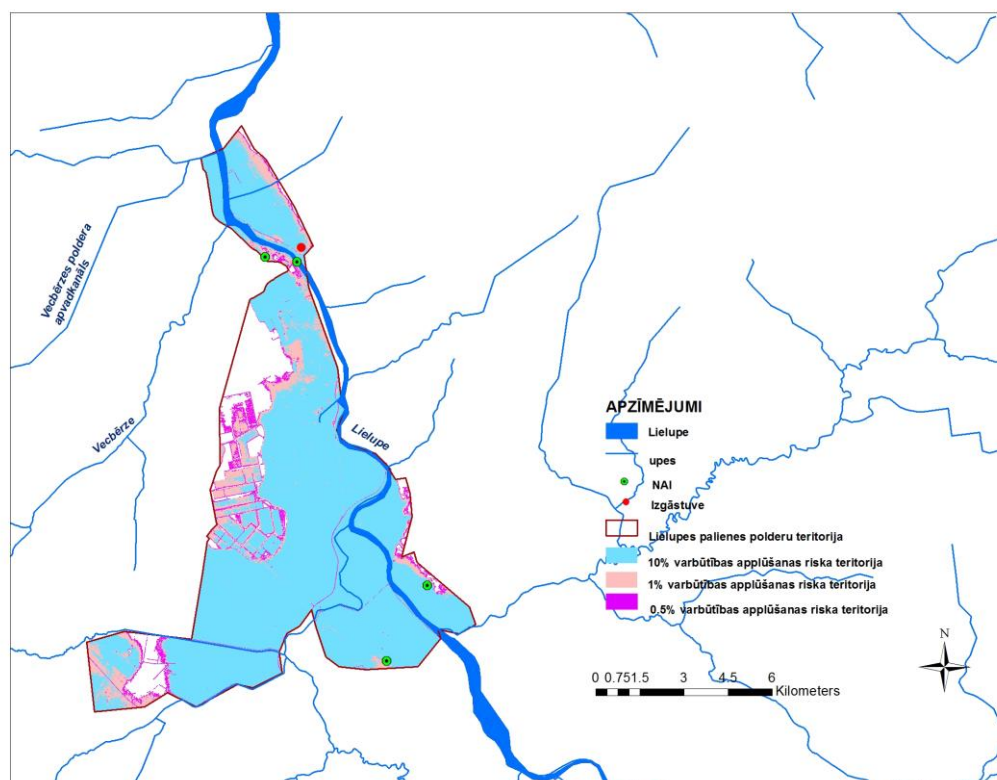 Vecbērzes poldera
apvadkanāls
Vecbērze
Lielupe
APZĪMĒJUMI
Lielupe
upes
NAI
Izgāstuve
Lielupes palienes polderu teritorija
10% varbūtības applūšanas riska teritorija
1% varbūtības applūšanas riska teritorija
0.5% varbūtības applūšanas riska teritorija
N
0 0.751.5 3 4.5 6
Kilometers